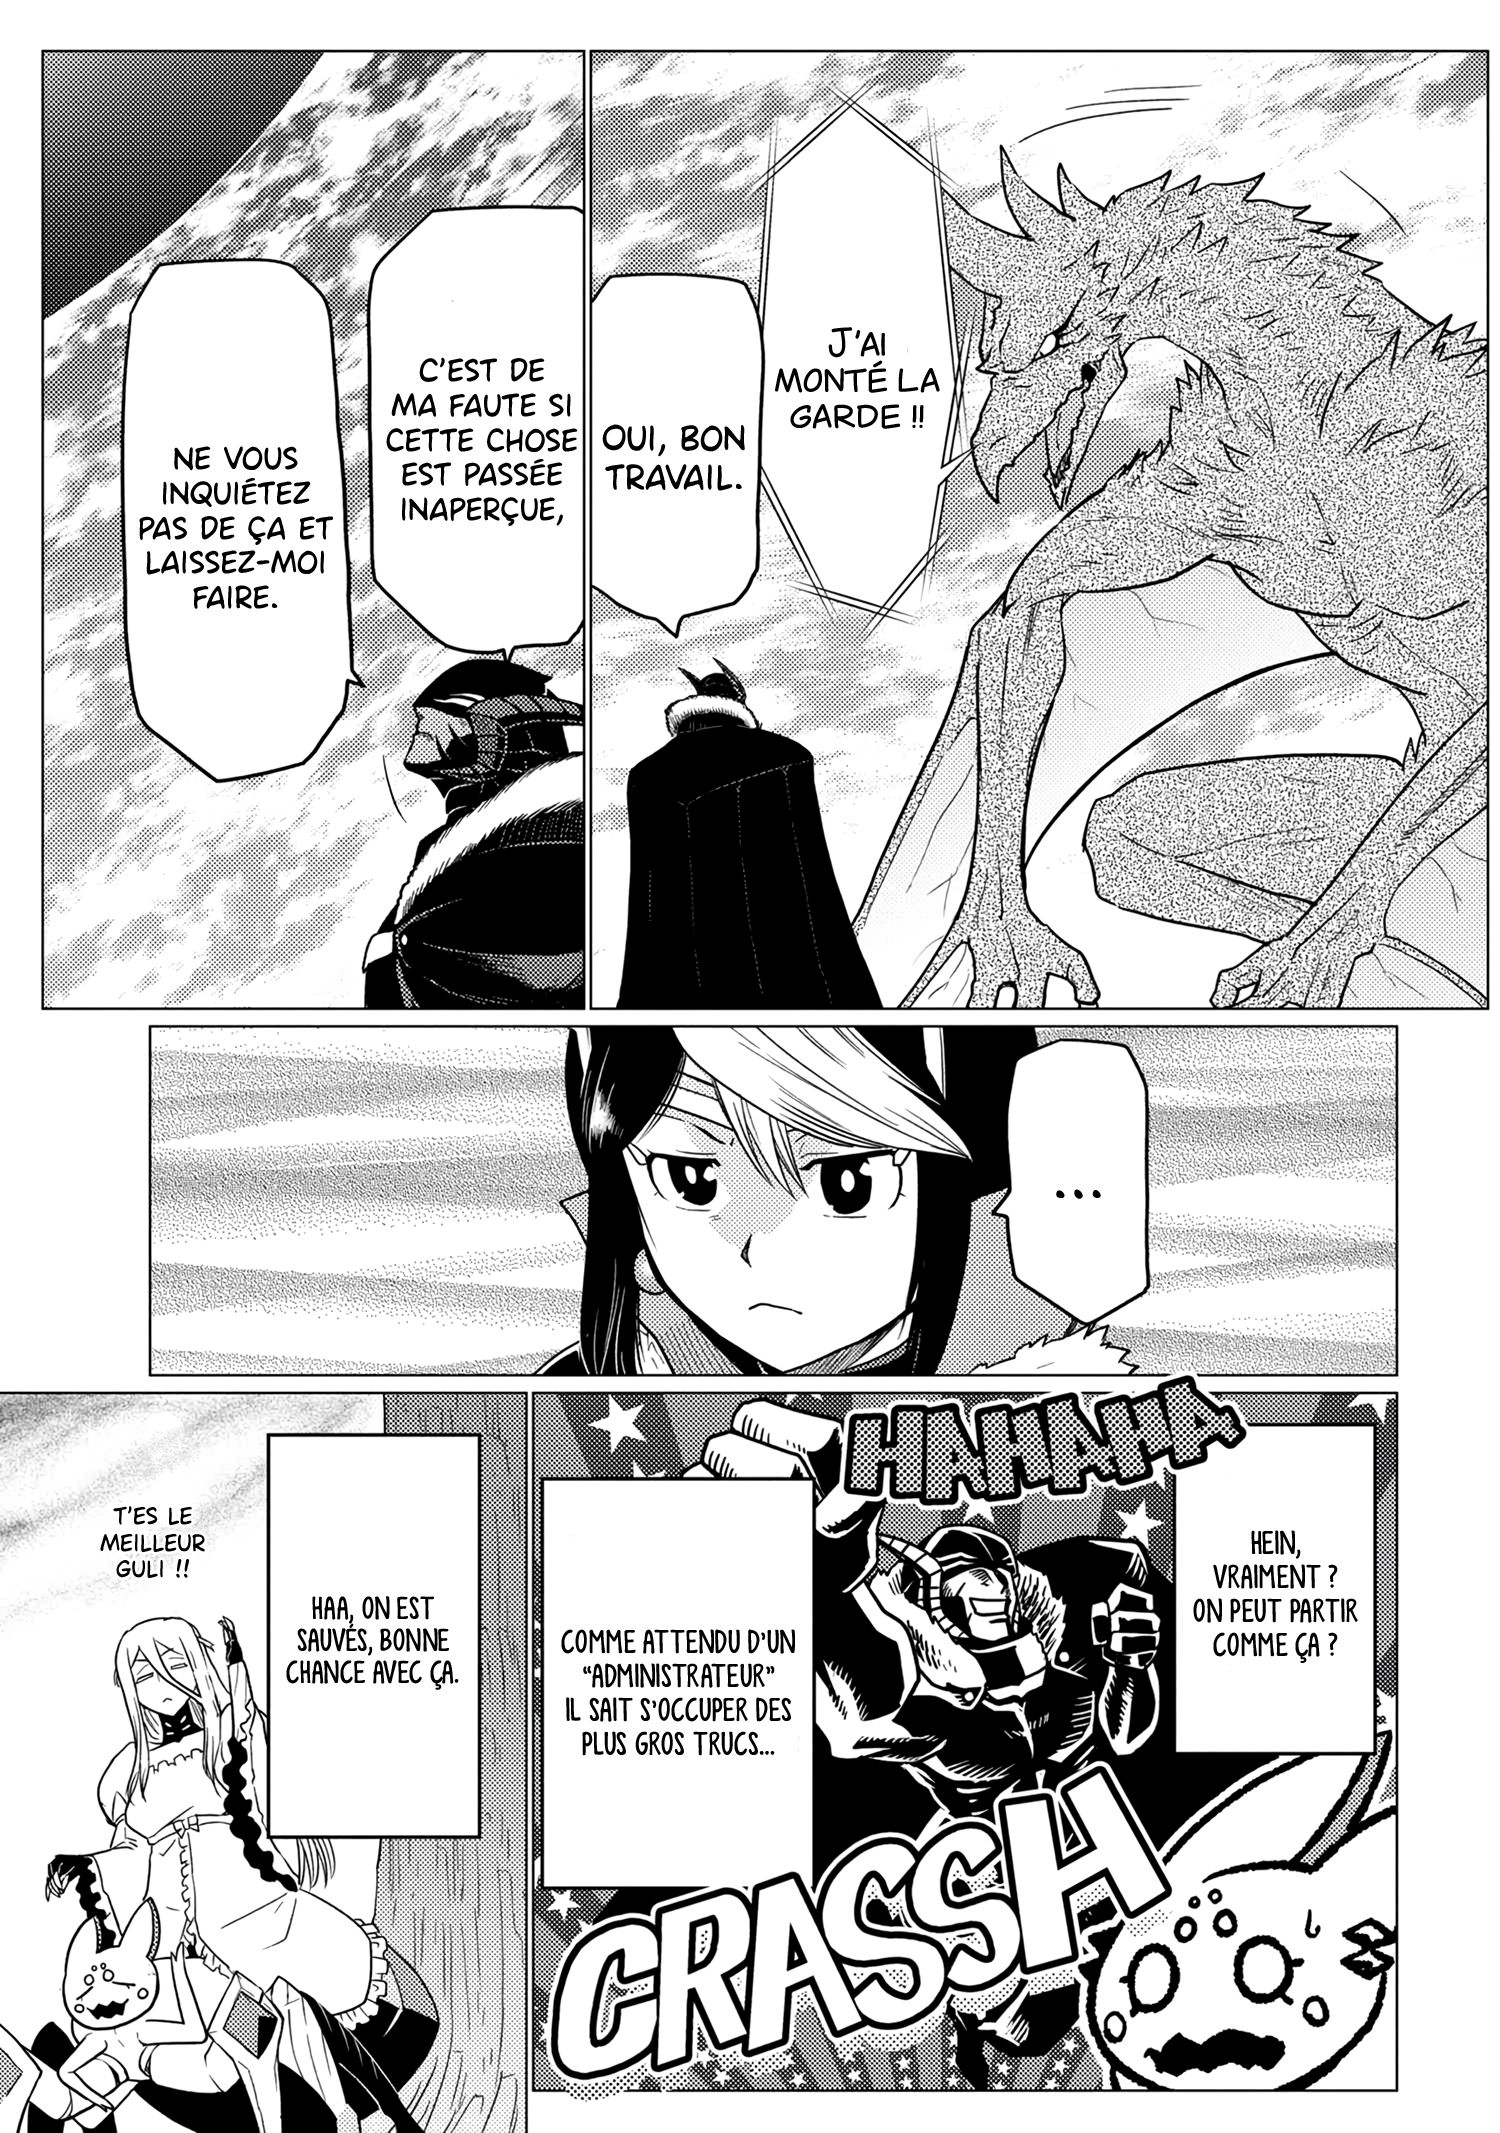 J'AI
MONTÉ LA
GARDE !!
OUI, BON
TRAVAIL.
C'EST DE
MA FAUTE SI
CETTE CHOSE
EST PASSÉE
INAPERÇUE,
NE VOUS
INQUIÉTEZ
PAS DE ÇA ET
LAISSEZ-MOI
FAIRE.
...
HAHAHA
HEIN,
VRAIMENT ?
ON PEUT PARTIR
COMME ÇA ?
COMME ATTENDU D'UN
"ADMINISTRATEUR"
IL SAIT S'OCCUPER DES
PLUS GROS TRUCS...
CRASSH
HAA, ON EST
SAUVÉS, BONNE
CHANCE AVEC ÇA.
T'ES LE
MEILLEUR
GULI !!